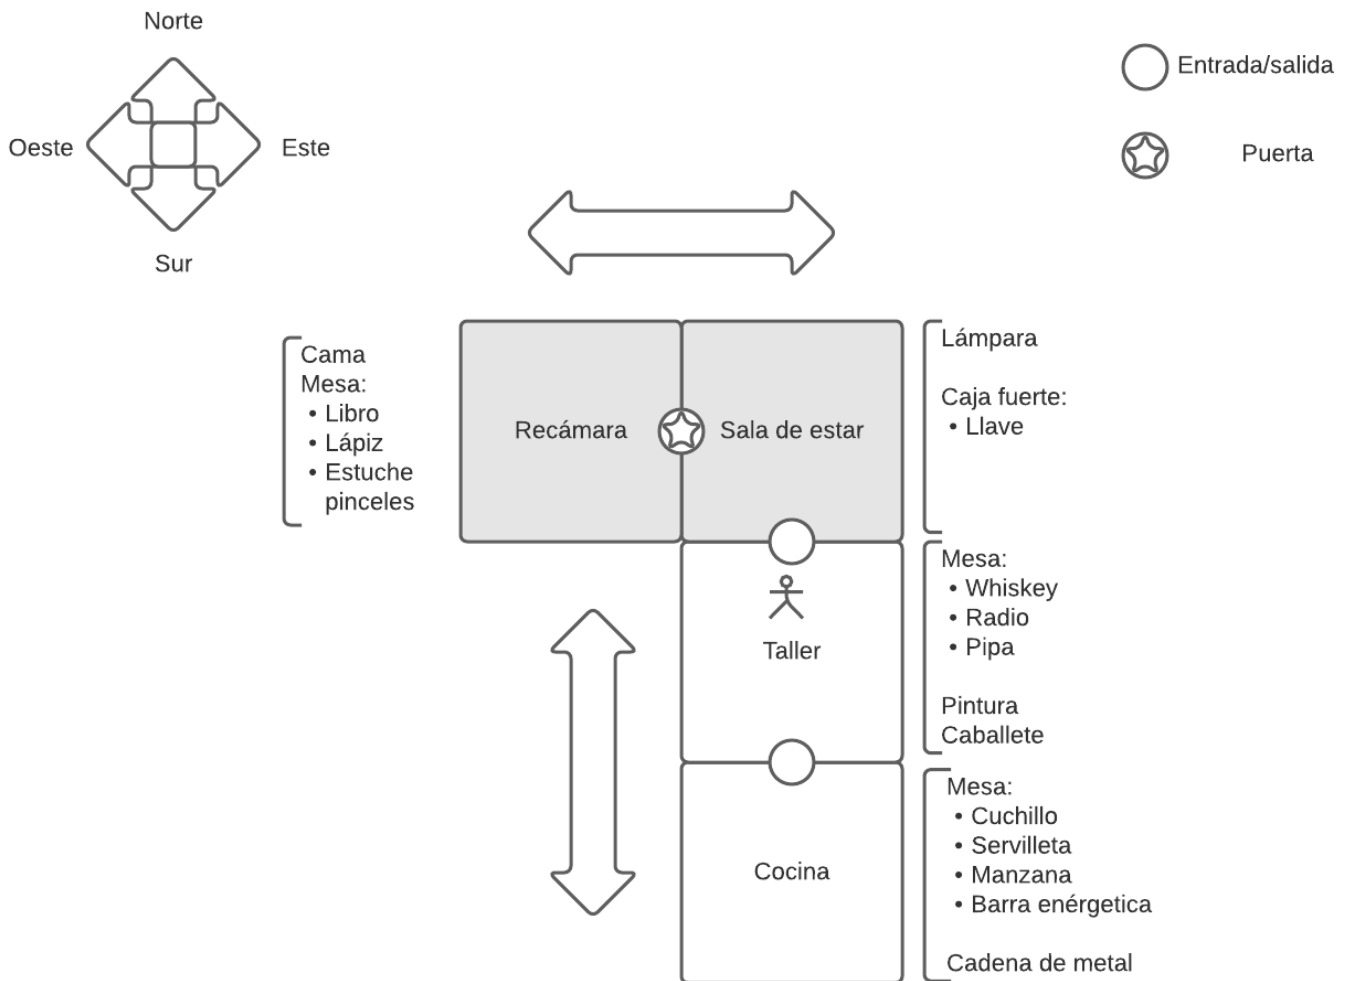 Norte
Oeste
Este
Sur
Entrada/salida
Puerta
Cama
Mesa:
• Libro
• Lápiz
• Estuche
pinceles
Recámara
Sala de estar
Lámpara
Caja fuerte:
• Llave
Taller
Mesa:
• Whiskey
• Radio
• Pipa
Pintura
Caballete
Cocina
Mesa:
• Cuchillo
• Servilleta
• Manzana
• Barra enérgetica
Cadena de metal